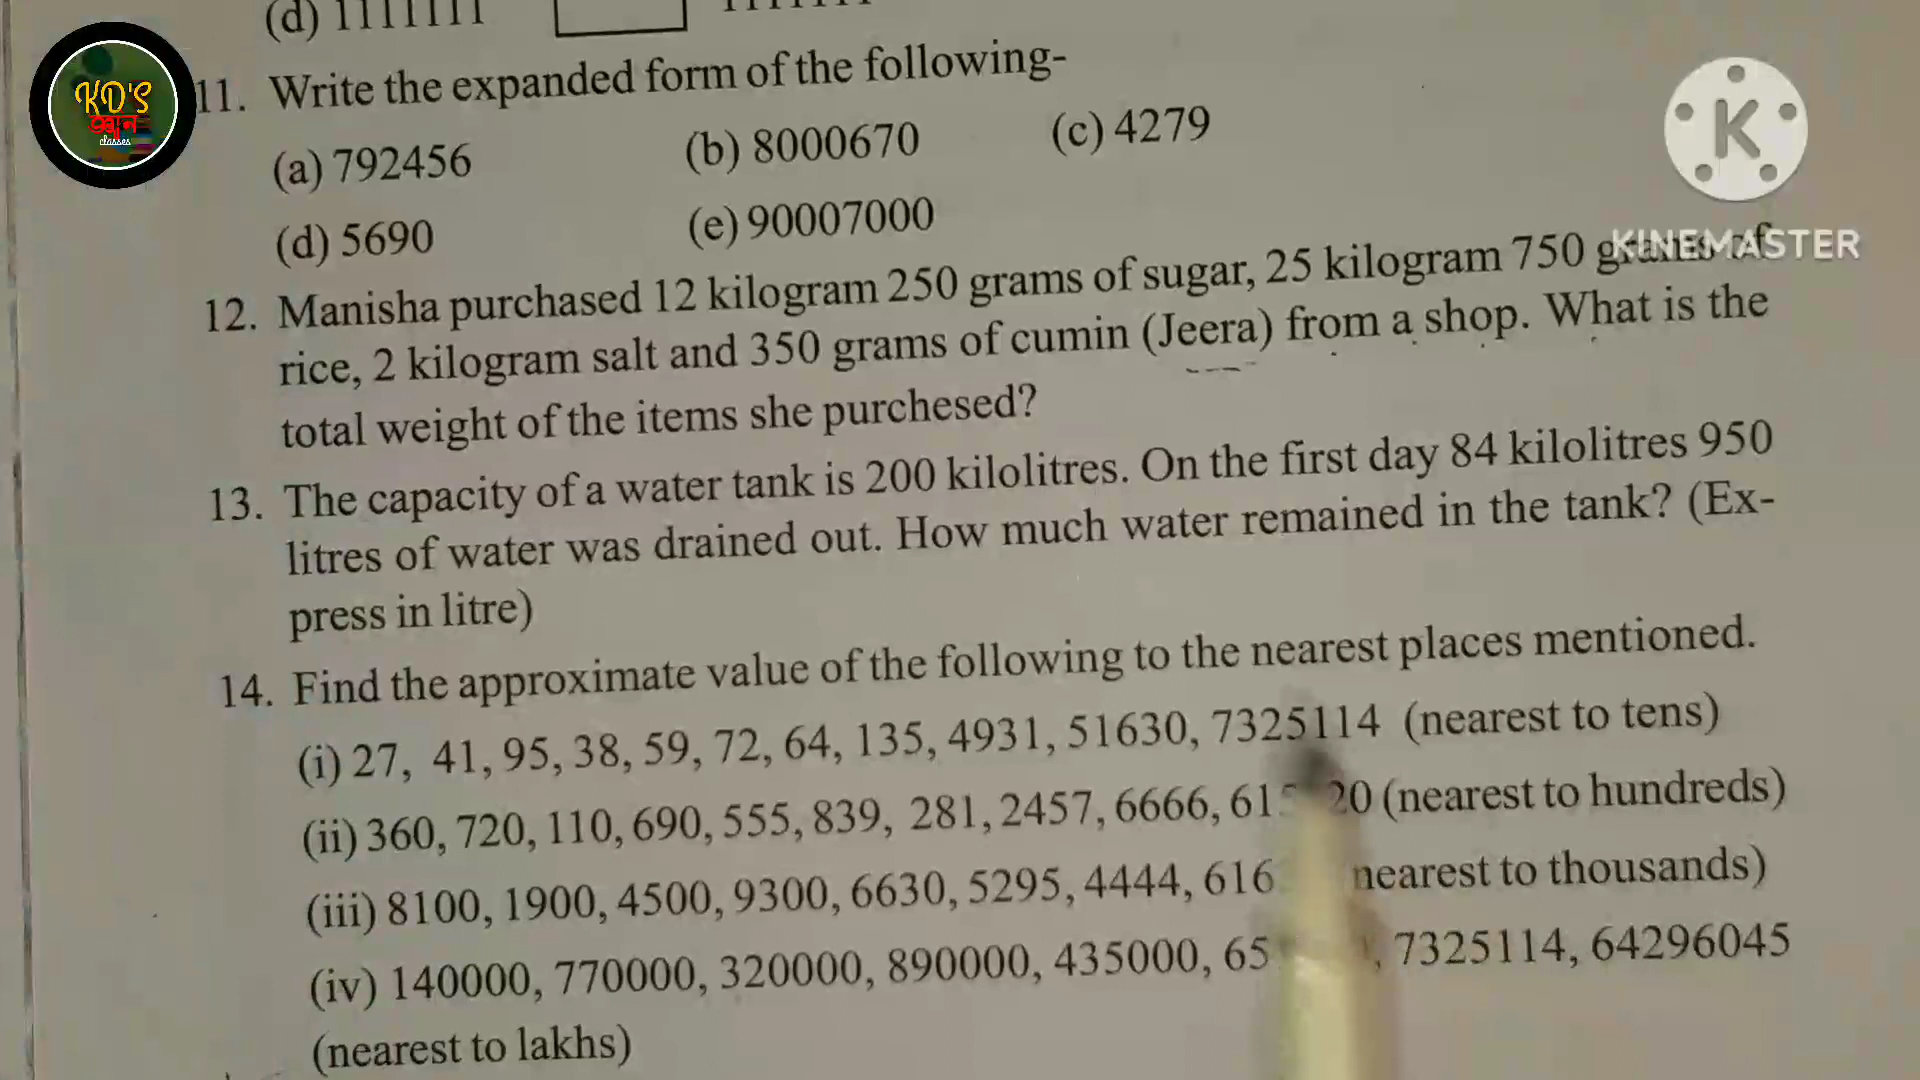 (d) 1111111
11. Write the expanded form of the following-
(a) 792456 (b) 8000670 (c) 4279
(d) 5690 (e) 90007000
12. Manisha purchased 12 kilogram 250 grams of sugar, 25 kilogram 750 grams of
rice, 2 kilogram salt and 350 grams of cumin (Jeera) from a shop. What is the
total weight of the items she purchesed?
13. The capacity of a water tank is 200 kilolitres. On the first day 84 kilolitres 950
litres of water was drained out. How much water remained in the tank? (Ex-
press in litre)
14. Find the approximate value of the following to the nearest places mentioned.
(i) 27, 41, 95, 38, 59, 72, 64, 135, 4931, 51630, 7325114 (nearest to tens)
(ii) 360, 720, 110, 690, 555, 839, 281, 2457, 6666, (nearest to hundreds)
(iii) 8100, 1900, 4500, 9300, 6630, 5295, 4444, nearest to thousands)
(iv) 140000, 770000, 320000, 890000, 435000, 7325114, 64296045
(nearest to lakhs)
KD'S
ज्ञान
classes
K
KINEMASTER